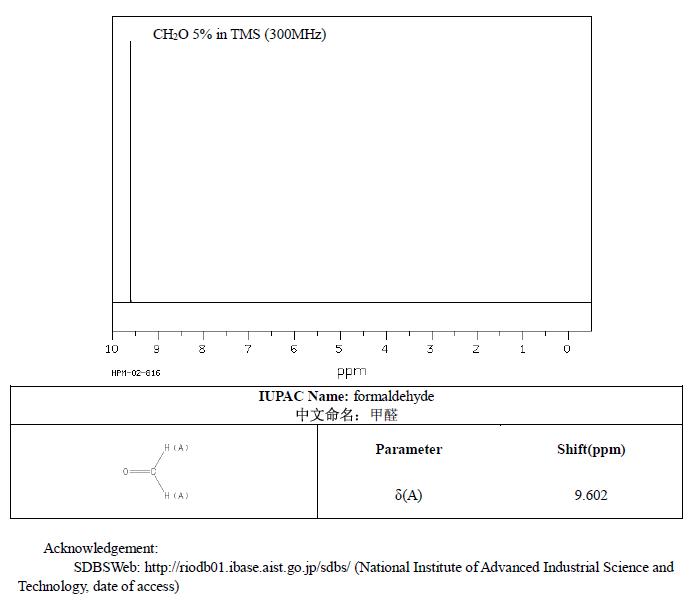 CH₂O 5% in TMS (300MHz)
10 9 8 7 6 5 4 3 2 1 0
HPM-02-616
ppm
IUPAC Name: formaldehyde
中文命名：甲醛
H(A)
O C
H(A)
Parameter Shift(ppm)
δ(A) 9.602
Acknowledgement:
SDBSWeb: http://riodb01.ibase.aist.go.jp/sdbs/ (National Institute of Advanced Industrial Science and
Technology, date of access)